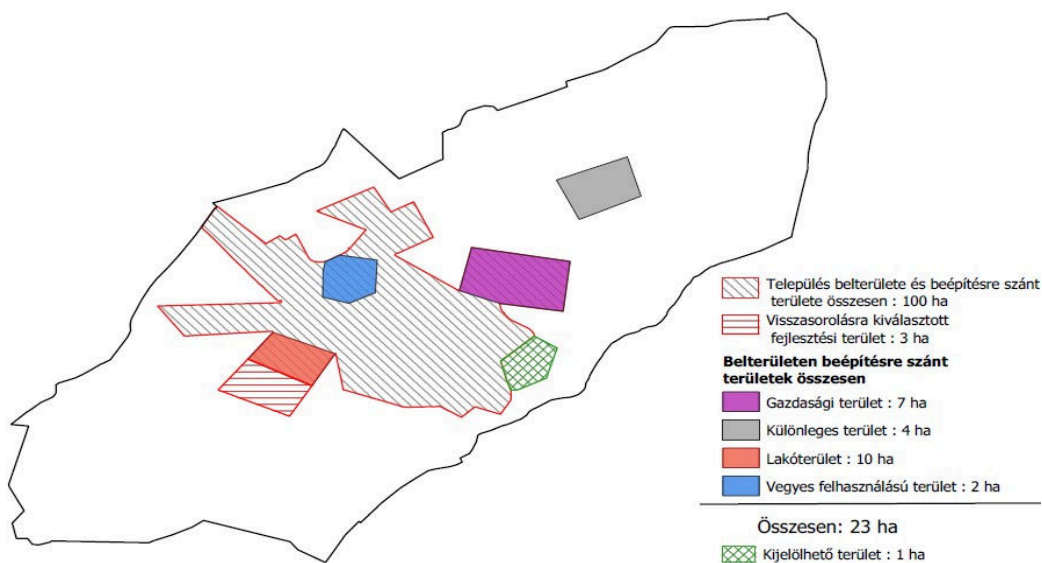 Település belterülete és beépítésre szánt
területe összesen : 100 ha
Visszasorolásra kiválasztott
fejlesztési terület : 3 ha
Belterületen beépítésre szánt
területek összesen
Gazdasági terület : 7 ha
Különleges terület : 4 ha
Lakóterület : 10 ha
Vegyes felhasználású terület : 2 ha
Összesen: 23 ha
Kijelölhető terület : 1 ha